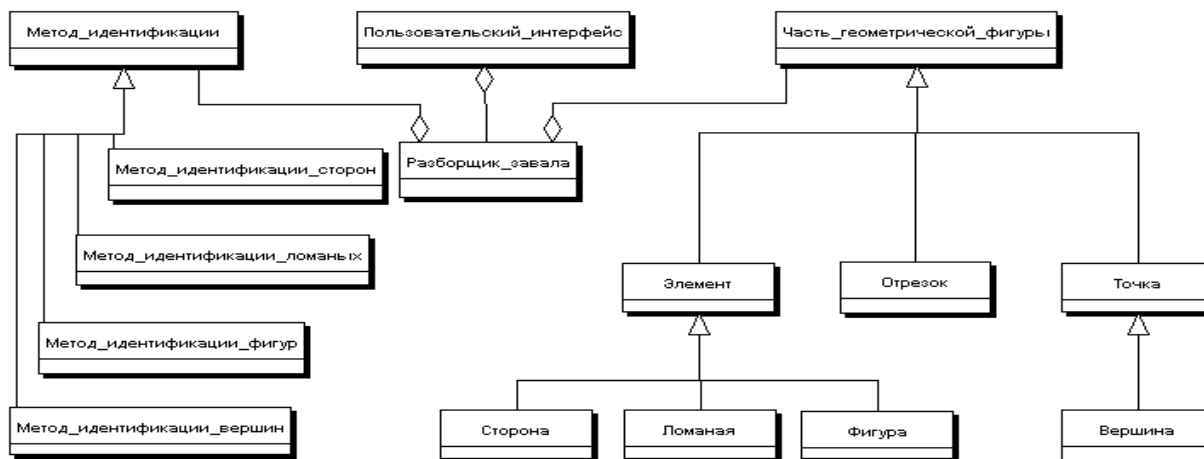 Метод_идентификации
Пользовательский_интерфейс
Часть_геометрической_фигуры
Метод_идентификации_сторон
Разборщик_завала
Метод_идентификации_ломаных
Элемент
Отрезок
Точка
Метод_идентификации_фигур
Метод_идентификации_вершин
Сторона
Ломаная
Фигура
Вершина